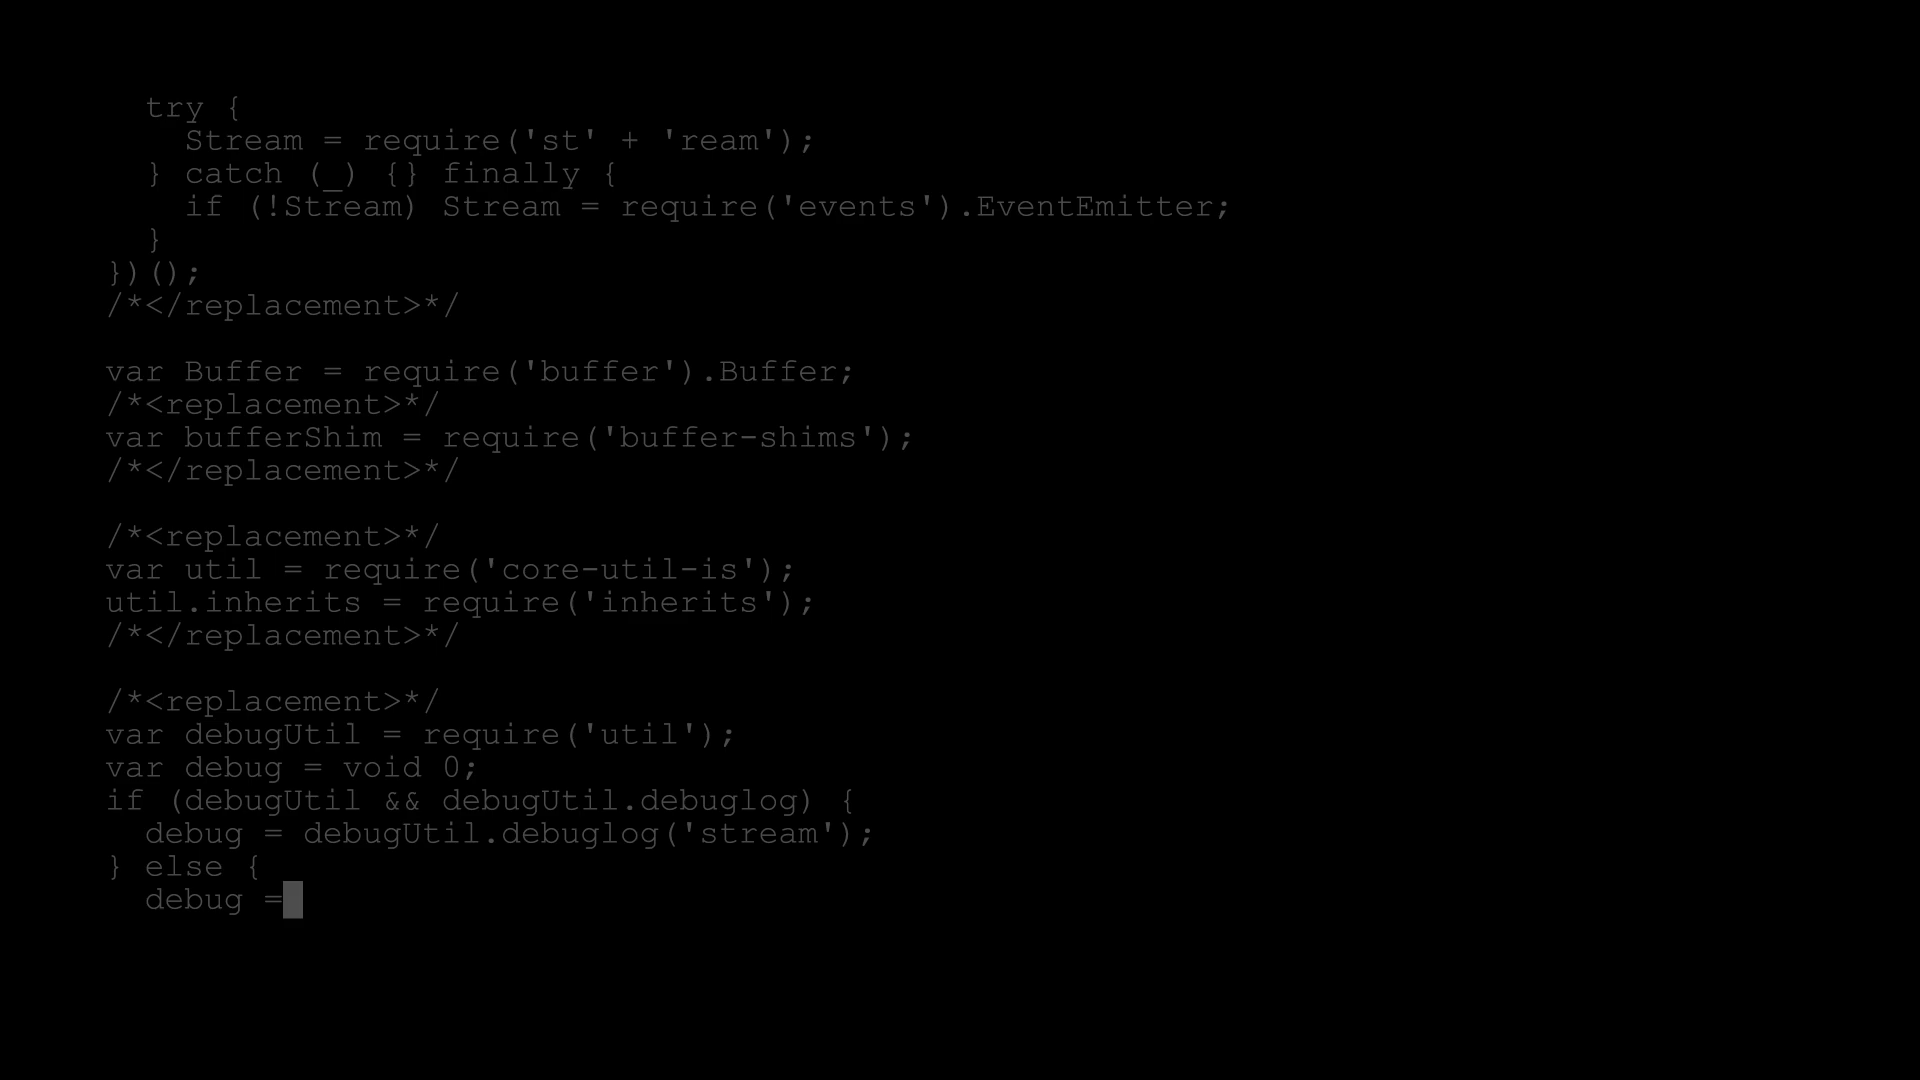 try {
Stream = require('st' + 'ream');
} catch (_) {} finally {
if (!Stream) Stream = require('events').EventEmitter;
}
})();
/*</replacement>*/
var Buffer = require('buffer').Buffer;
/*<replacement>*/
var bufferShim = require('buffer-shims');
/*</replacement>*/
/*<replacement>*/
var util = require('core-util-is');
util.inherits = require('inherits');
/*</replacement>*/
/*<replacement>*/
var debugUtil = require('util');
var debug = void 0;
if (debugUtil && debugUtil.debuglog) {
debug = debugUtil.debuglog('stream');
} else {
debug =